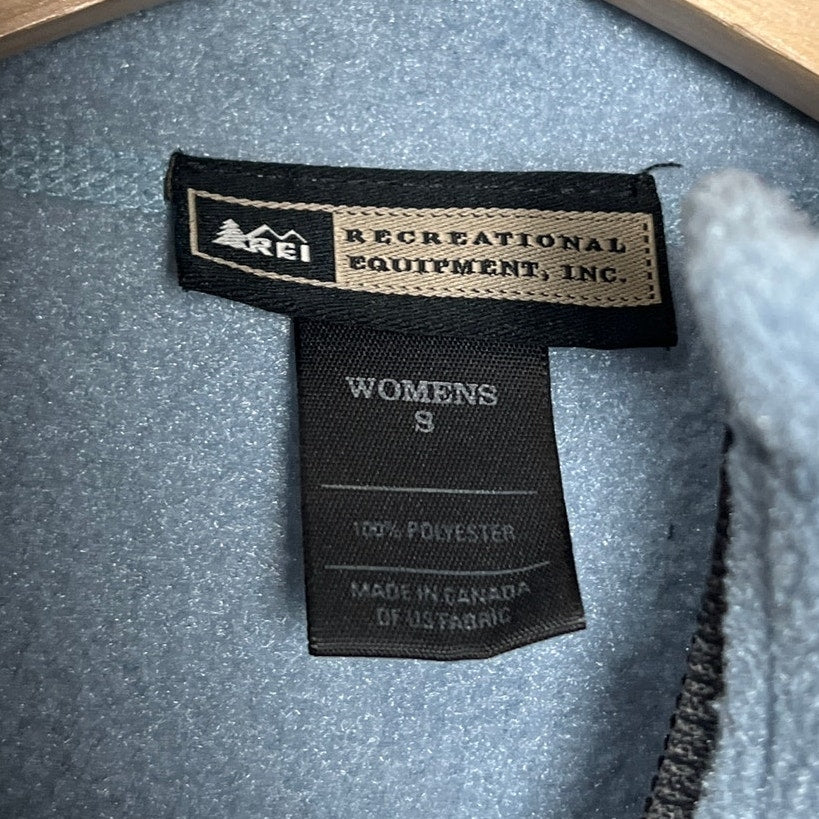 REI
RECREATIONAL
EQUIPMENT, INC.
WOMENS
S
100% POLYESTER
MADE IN CANADA
OF US FABRIC